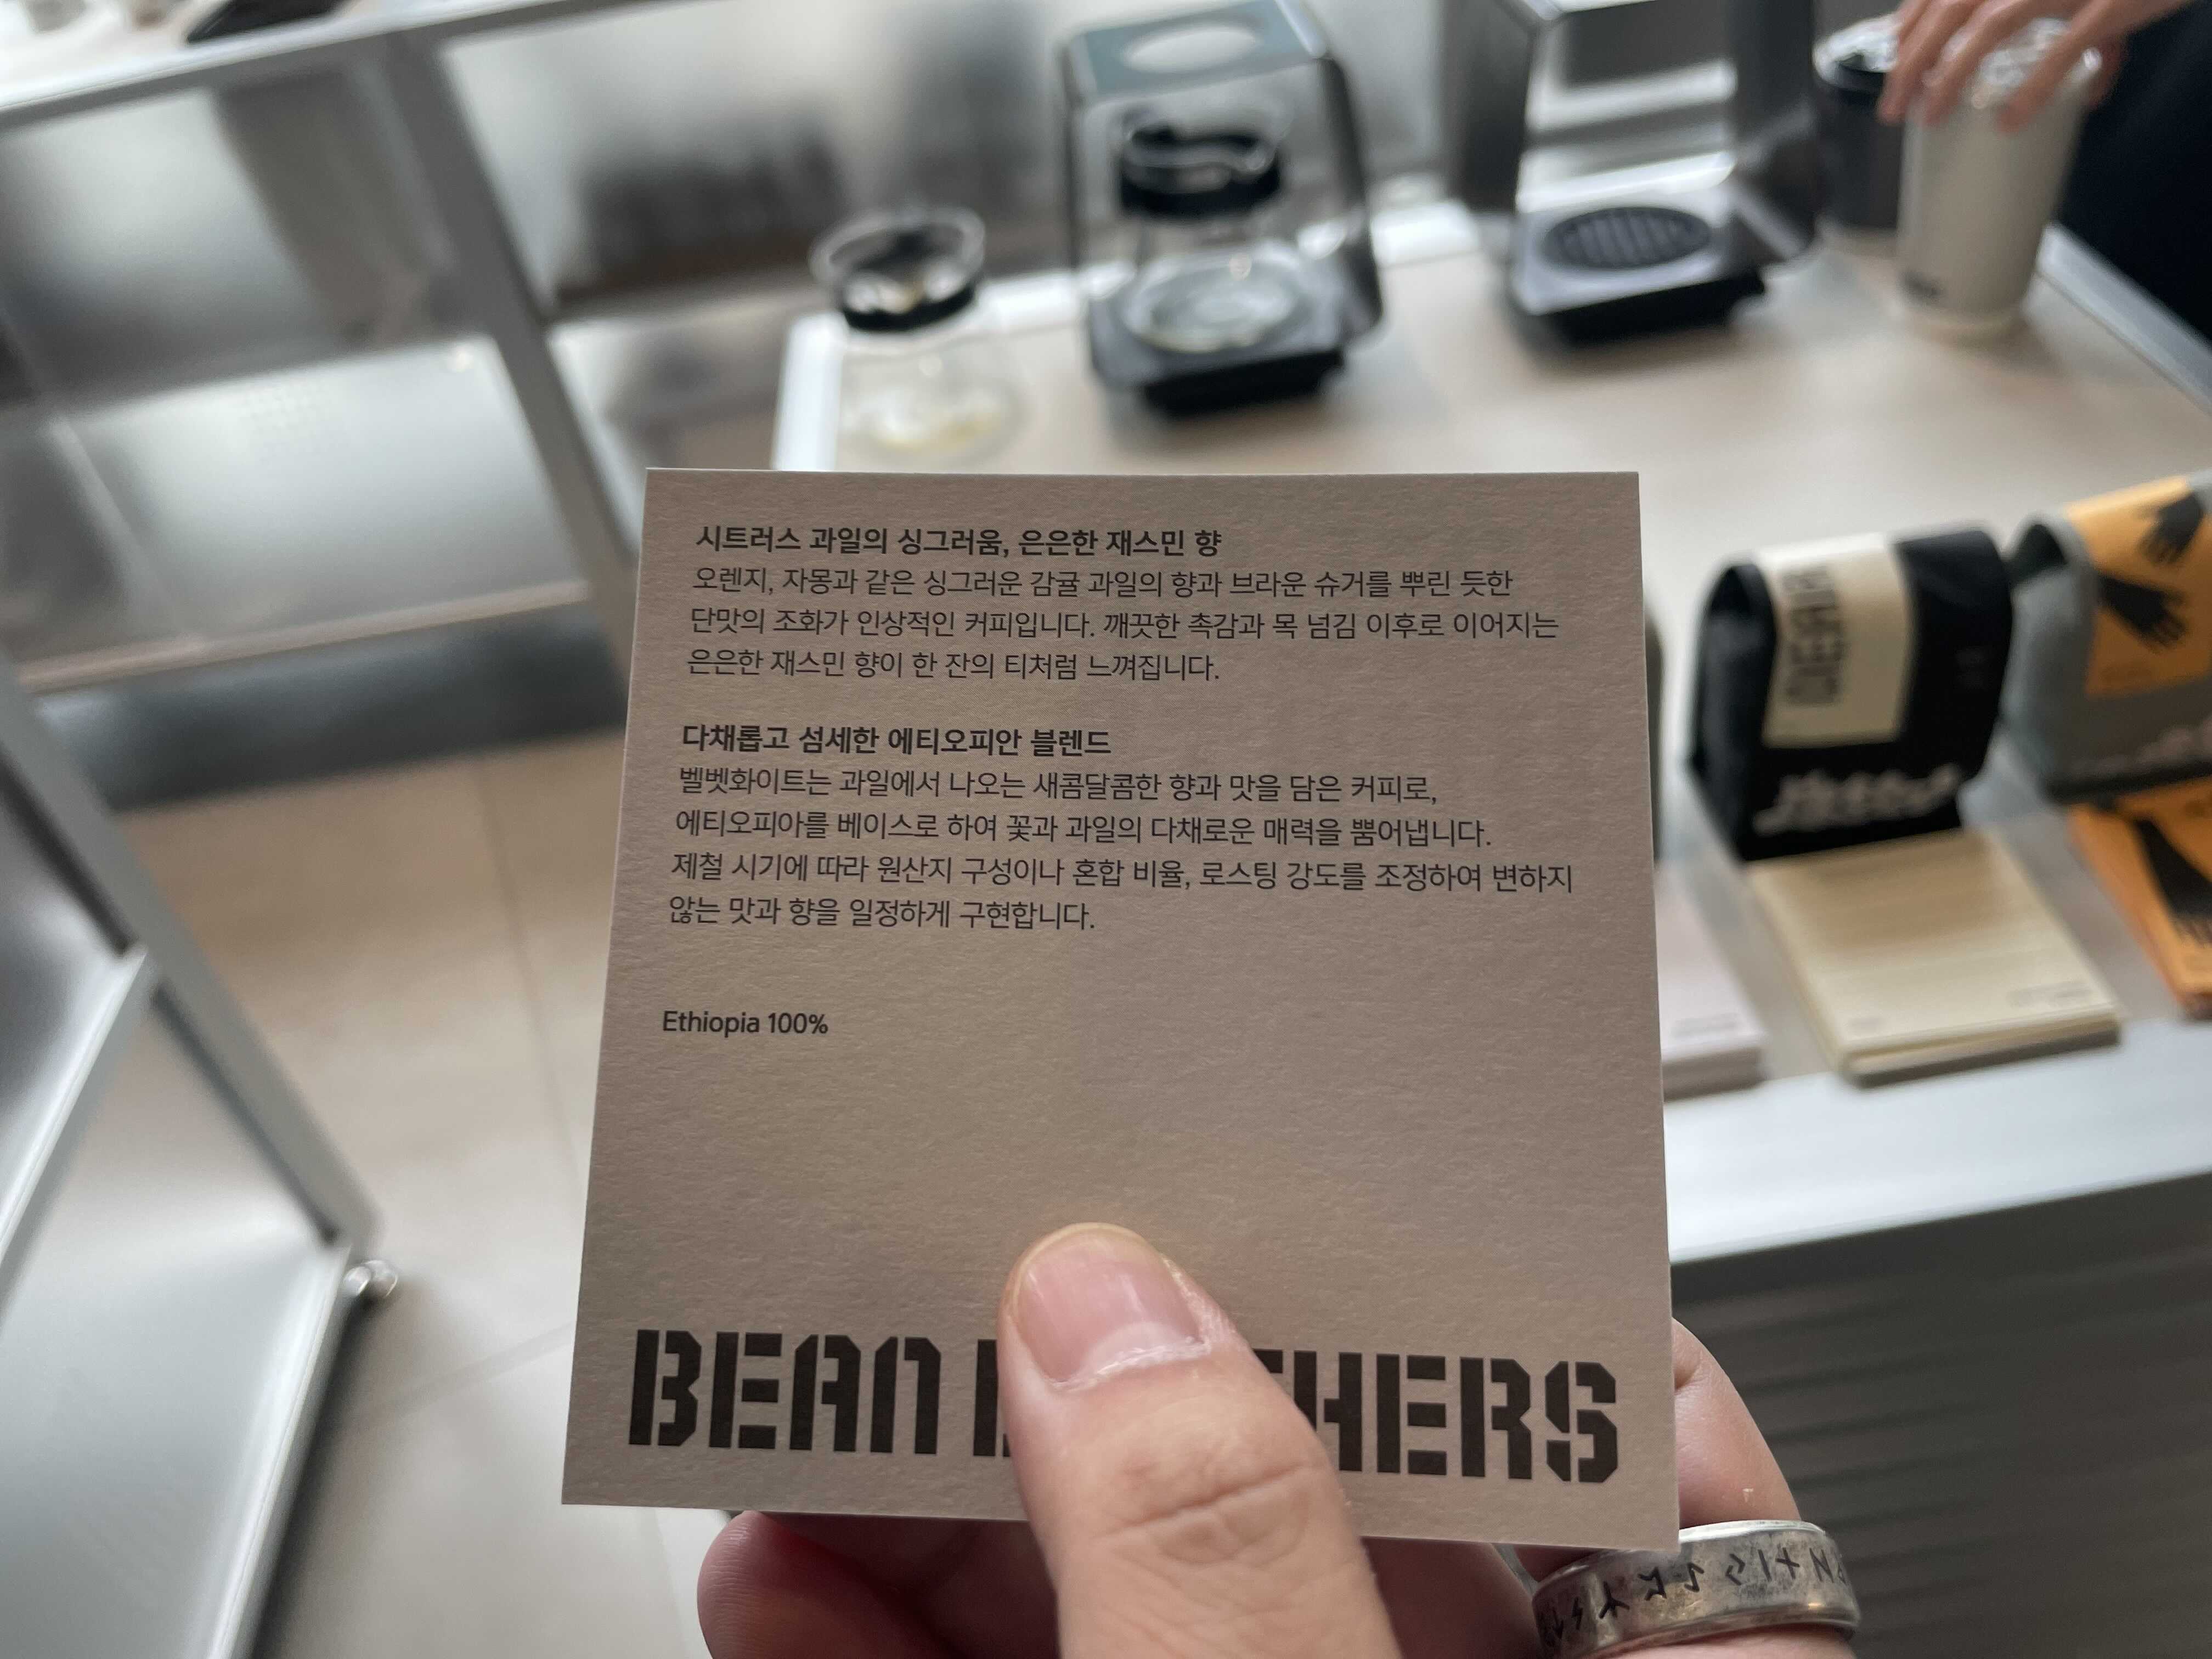 시트러스 과일의 싱그러움, 은은한 재스민 향
오렌지, 자몽과 같은 싱그러운 감귤 과일의 향과 브라운 슈거를 뿌린 듯한
단맛의 조화가 인상적인 커피입니다. 깨끗한 촉감과 목 넘김 이후로 이어지는
은은한 재스민 향이 한 잔의 티처럼 느껴집니다.
다채롭고 섬세한 에티오피안 블렌드
벨벳화이트는 과일에서 나오는 새콤달콤한 향과 맛을 담은 커피로,
에티오피아를 베이스로 하여 꽃과 과일의 다채로운 매력을 뿜어냅니다.
제철 시기에 따라 원산지 구성이나 혼합 비율, 로스팅 강도를 조정하여 변하지
않는 맛과 향을 일정하게 구현합니다.
Ethiopia 100%
BEAN